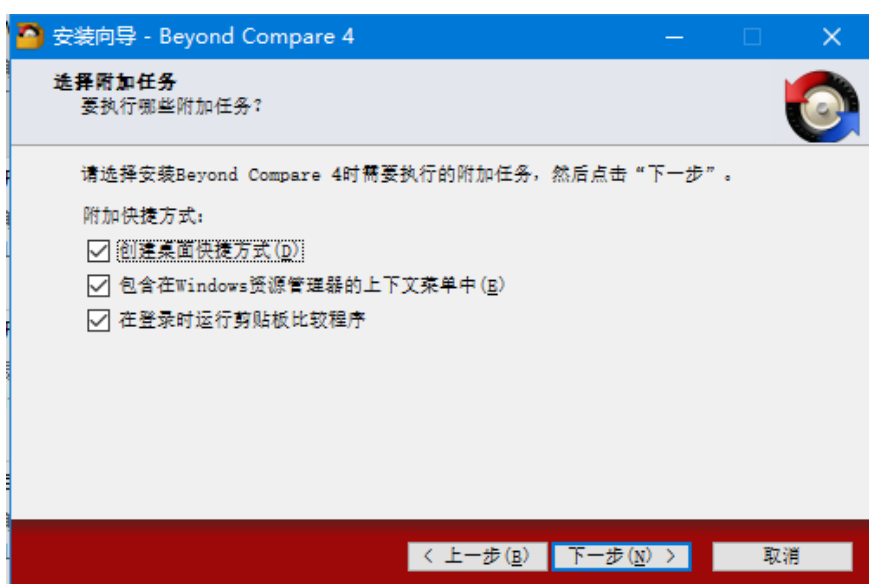 安装向导 - Beyond Compare 4
选择附加任务
要执行哪些附加任务?
请选择安装Beyond Compare 4时需要执行的附加任务，然后点击“下一步”。
附加快捷方式:
创建桌面快捷方式(D)
包含在Windows资源管理器的上下文菜单中(E)
在登录时运行剪贴板比较程序
< 上一步(B) 下一步(N) > 取消